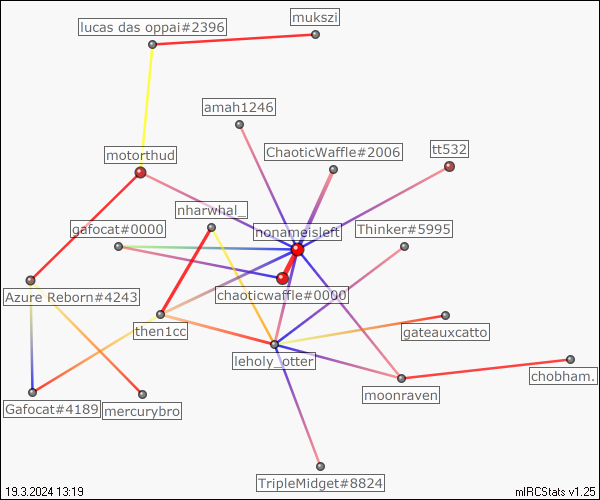 mukszi
lucas das oppai#2396
amah1246
ChaoticWaffle#2006
tt532
motorthud
nharwhal_
gafocat#0000
nonameisleft
Thinker#5995
Azure Reborn#4243
chaoticwaffle#0000
then1cc
gateauxcatto
leholy_otter
chobham.
moonraven
Gafocat#4189
mercurybro
TripleMidget#8824
19.3.2024 13:19
mIRCStats v1.25